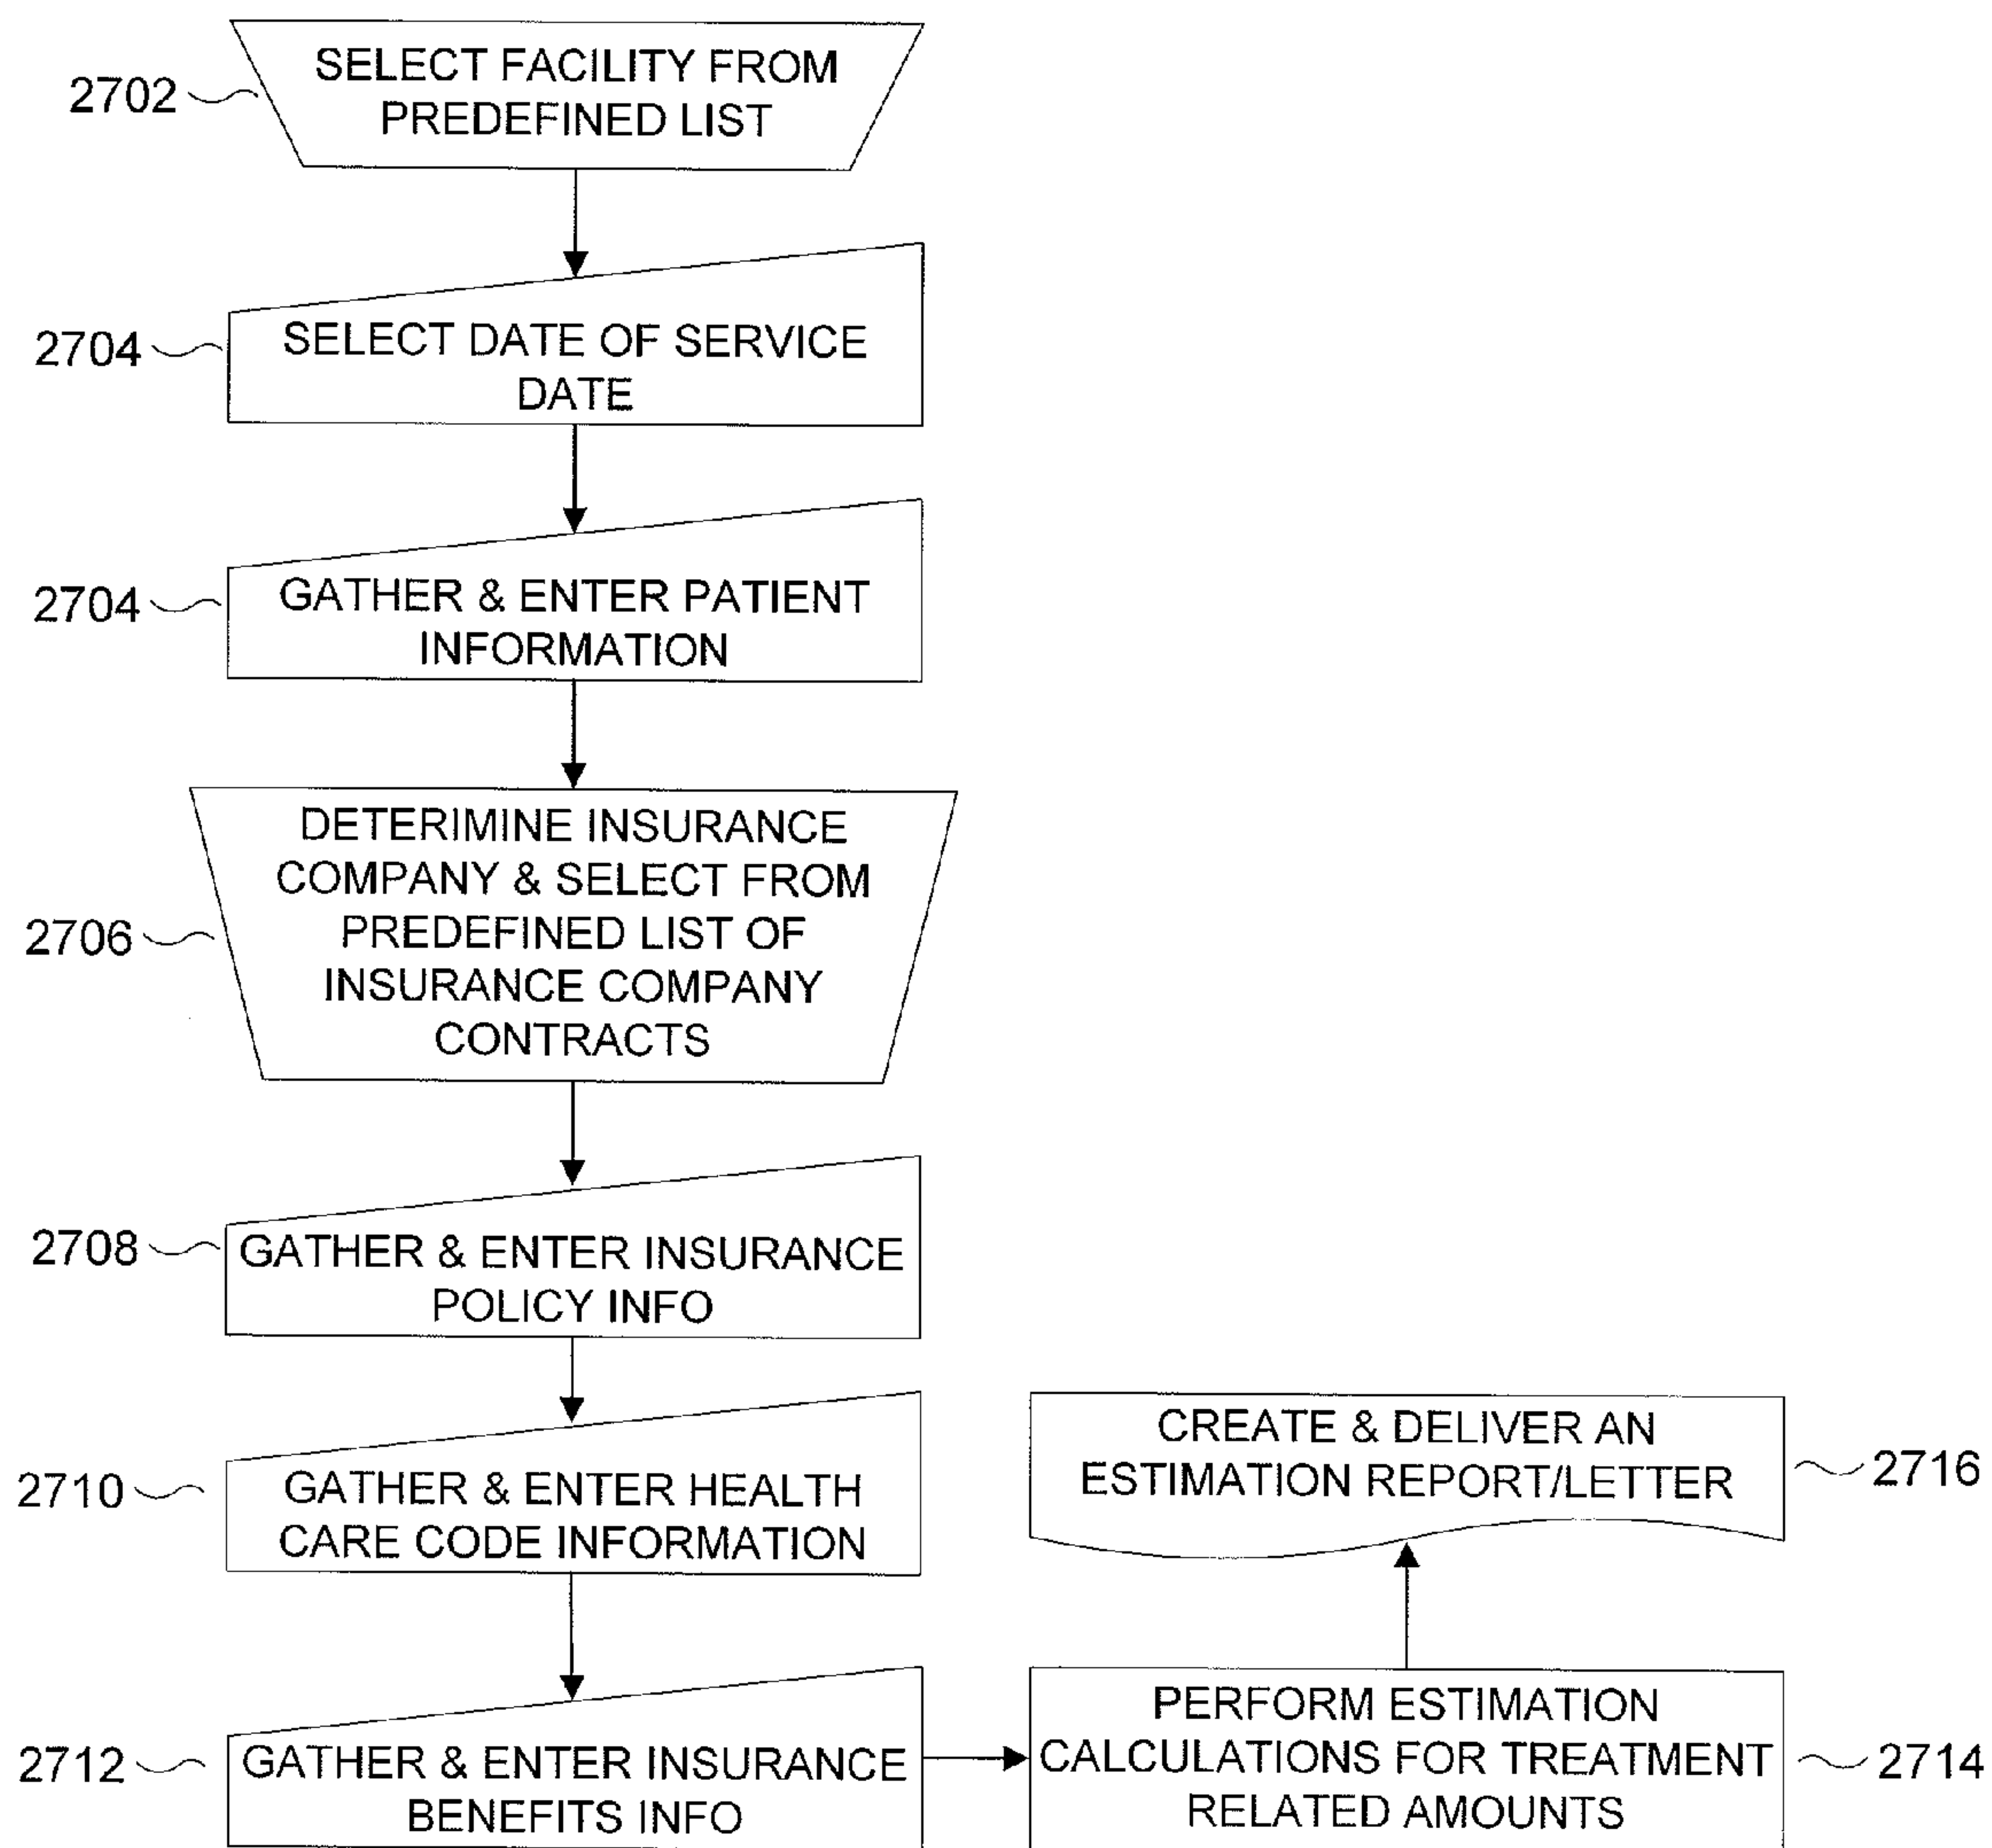 2702
SELECT FACILITY FROM
PREDEFINED LIST
2704
SELECT DATE OF SERVICE
DATE
2704
GATHER & ENTER PATIENT
INFORMATION
2706
DETERIMINE INSURANCE
COMPANY & SELECT FROM
PREDEFINED LIST OF
INSURANCE COMPANY
CONTRACTS
2708
GATHER & ENTER INSURANCE
POLICY INFO
2710
GATHER & ENTER HEALTH
CARE CODE INFORMATION
2712
GATHER & ENTER INSURANCE
BENEFITS INFO
PERFORM ESTIMATION
CALCULATIONS FOR TREATMENT
RELATED AMOUNTS
2714
CREATE & DELIVER AN
ESTIMATION REPORT/LETTER
2716